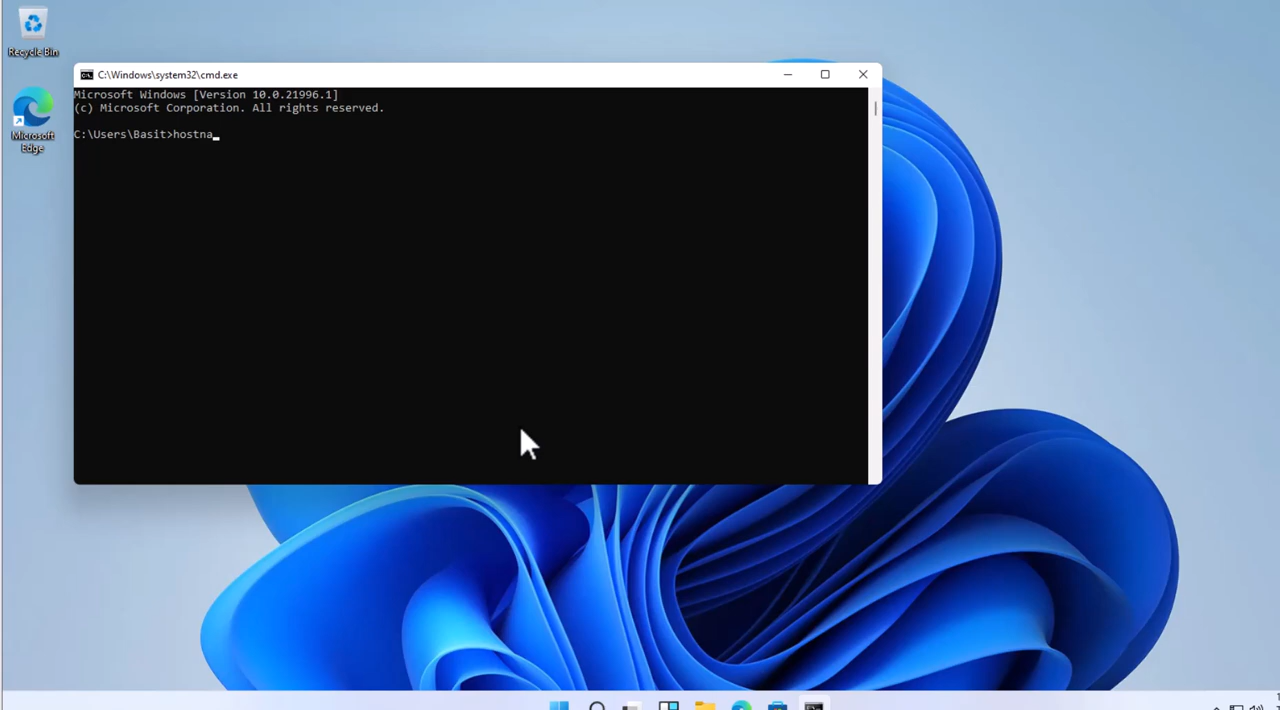 Recycle Bin
C:\Windows\system32\cmd.exe
Microsoft Windows [Version 10.0.21996.1]
(c) Microsoft Corporation. All rights reserved.
C:\Users\Basit>hostna_
Microsoft
Edge